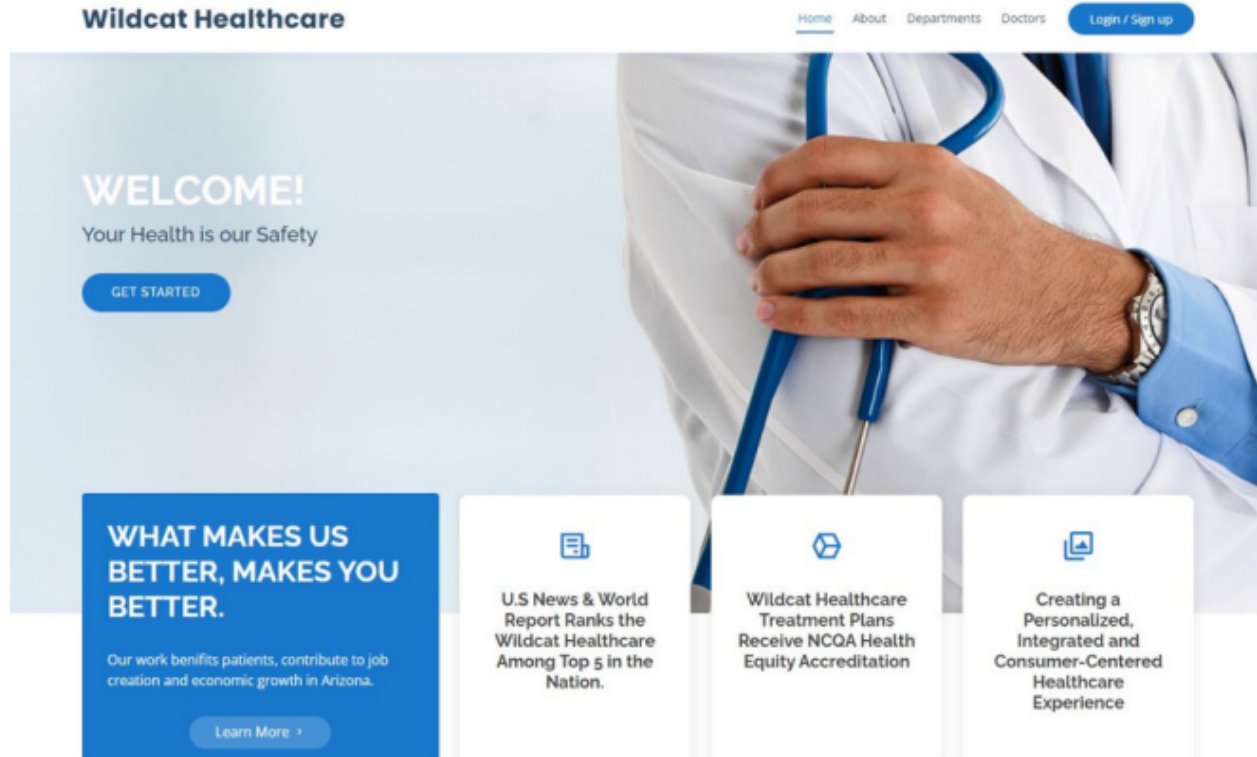 Wildcat Healthcare
Home About Departments Doctors Login / Sign up
WELCOME!
Your Health is our Safety
GET STARTED
WHAT MAKES US
BETTER, MAKES YOU
BETTER.
Our work benifits patients, contribute to job
creation and economic growth in Arizona.
Learn More ›
U.S News & World
Report Ranks the
Wildcat Healthcare
Among Top 5 in the
Nation.
Wildcat Healthcare
Treatment Plans
Receive NCQA Health
Equity Accreditation
Creating a
Personalized,
Integrated and
Consumer-Centered
Healthcare
Experience